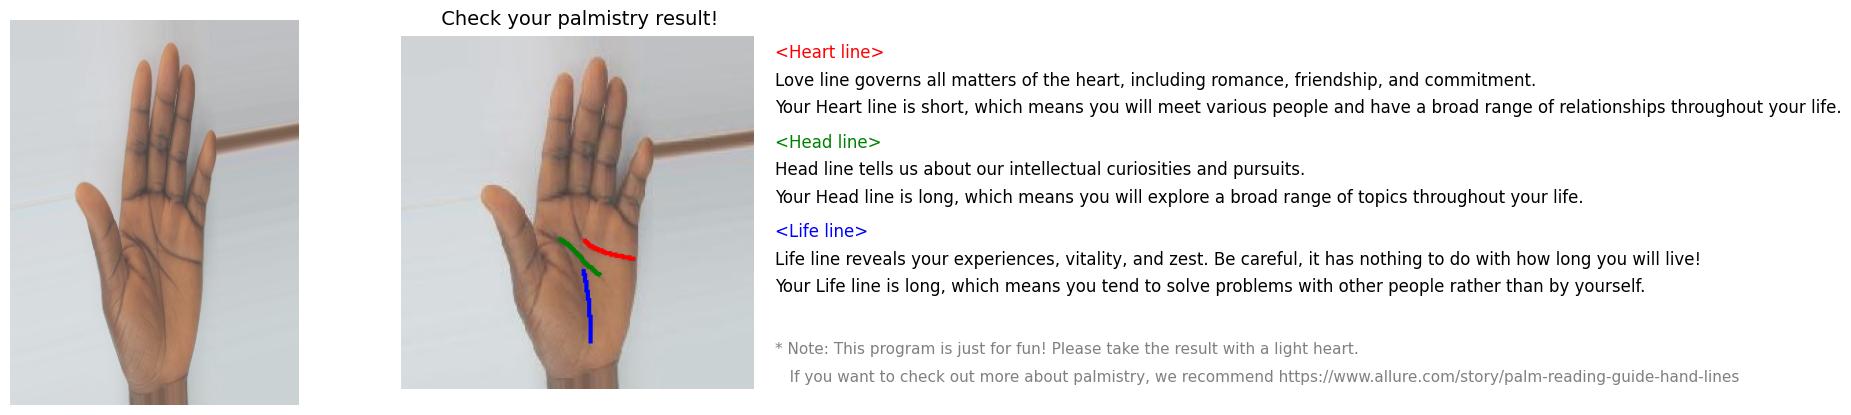 Check your palmistry result!
<Heart line>
Love line governs all matters of the heart, including romance, friendship, and commitment.
Your Heart line is short, which means you will meet various people and have a broad range of relationships throughout your life.
<Head line>
Head line tells us about our intellectual curiosities and pursuits.
Your Head line is long, which means you will explore a broad range of topics throughout your life.
<Life line>
Life line reveals your experiences, vitality, and zest. Be careful, it has nothing to do with how long you will live!
Your Life line is long, which means you tend to solve problems with other people rather than by yourself.
* Note: This program is just for fun! Please take the result with a light heart.
If you want to check out more about palmistry, we recommend https://www.allure.com/story/palm-reading-guide-hand-lines